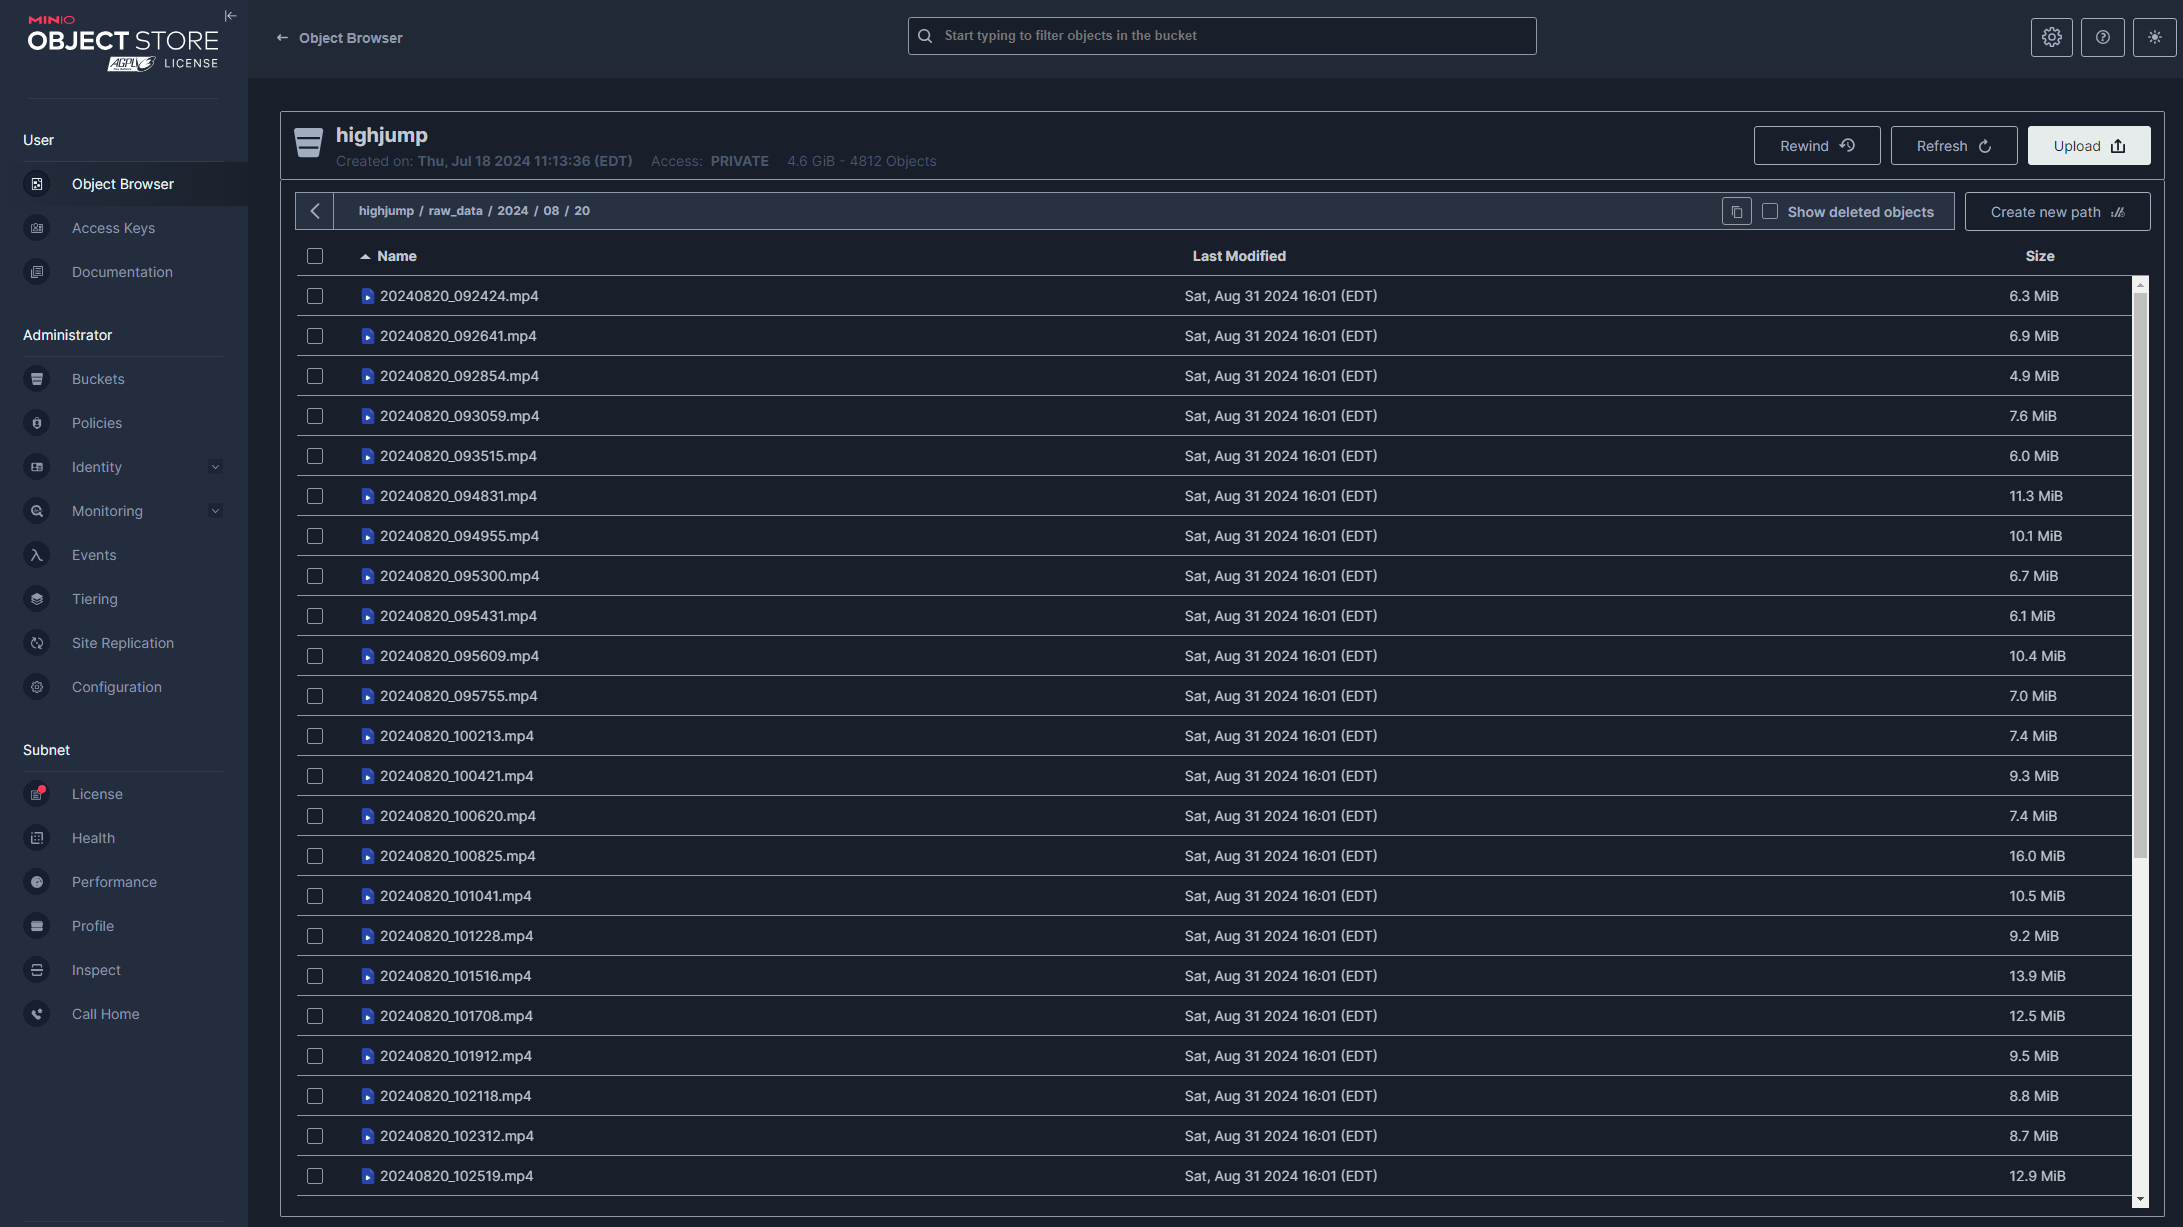 MINIO
OBJECT STORE
AGPL LICENSE
Object Browser
Start typing to filter objects in the bucket
User
Object Browser
Access Keys
Documentation
Administrator
Buckets
Policies
Identity
Monitoring
Events
Tiering
Site Replication
Configuration
Subnet
License
Health
Performance
Profile
Inspect
Call Home
highjump
Created on: Thu, Jul 18 2024 11:13:36 (EDT) Access: PRIVATE 4.6 GiB - 4812 Objects
Rewind Refresh Upload
highjump / raw_data / 2024 / 08 / 20 Show deleted objects Create new path
Name Last Modified Size
20240820_092424.mp4 Sat, Aug 31 2024 16:01 (EDT) 6.3 MiB
20240820_092641.mp4 Sat, Aug 31 2024 16:01 (EDT) 6.9 MiB
20240820_092854.mp4 Sat, Aug 31 2024 16:01 (EDT) 4.9 MiB
20240820_093059.mp4 Sat, Aug 31 2024 16:01 (EDT) 7.6 MiB
20240820_093515.mp4 Sat, Aug 31 2024 16:01 (EDT) 6.0 MiB
20240820_094831.mp4 Sat, Aug 31 2024 16:01 (EDT) 11.3 MiB
20240820_094955.mp4 Sat, Aug 31 2024 16:01 (EDT) 10.1 MiB
20240820_095300.mp4 Sat, Aug 31 2024 16:01 (EDT) 6.7 MiB
20240820_095431.mp4 Sat, Aug 31 2024 16:01 (EDT) 6.1 MiB
20240820_095609.mp4 Sat, Aug 31 2024 16:01 (EDT) 10.4 MiB
20240820_095755.mp4 Sat, Aug 31 2024 16:01 (EDT) 7.0 MiB
20240820_100213.mp4 Sat, Aug 31 2024 16:01 (EDT) 7.4 MiB
20240820_100421.mp4 Sat, Aug 31 2024 16:01 (EDT) 9.3 MiB
20240820_100620.mp4 Sat, Aug 31 2024 16:01 (EDT) 7.4 MiB
20240820_100825.mp4 Sat, Aug 31 2024 16:01 (EDT) 16.0 MiB
20240820_101041.mp4 Sat, Aug 31 2024 16:01 (EDT) 10.5 MiB
20240820_101228.mp4 Sat, Aug 31 2024 16:01 (EDT) 9.2 MiB
20240820_101516.mp4 Sat, Aug 31 2024 16:01 (EDT) 13.9 MiB
20240820_101708.mp4 Sat, Aug 31 2024 16:01 (EDT) 12.5 MiB
20240820_101912.mp4 Sat, Aug 31 2024 16:01 (EDT) 9.5 MiB
20240820_102118.mp4 Sat, Aug 31 2024 16:01 (EDT) 8.8 MiB
20240820_102312.mp4 Sat, Aug 31 2024 16:01 (EDT) 8.7 MiB
20240820_102519.mp4 Sat, Aug 31 2024 16:01 (EDT) 12.9 MiB